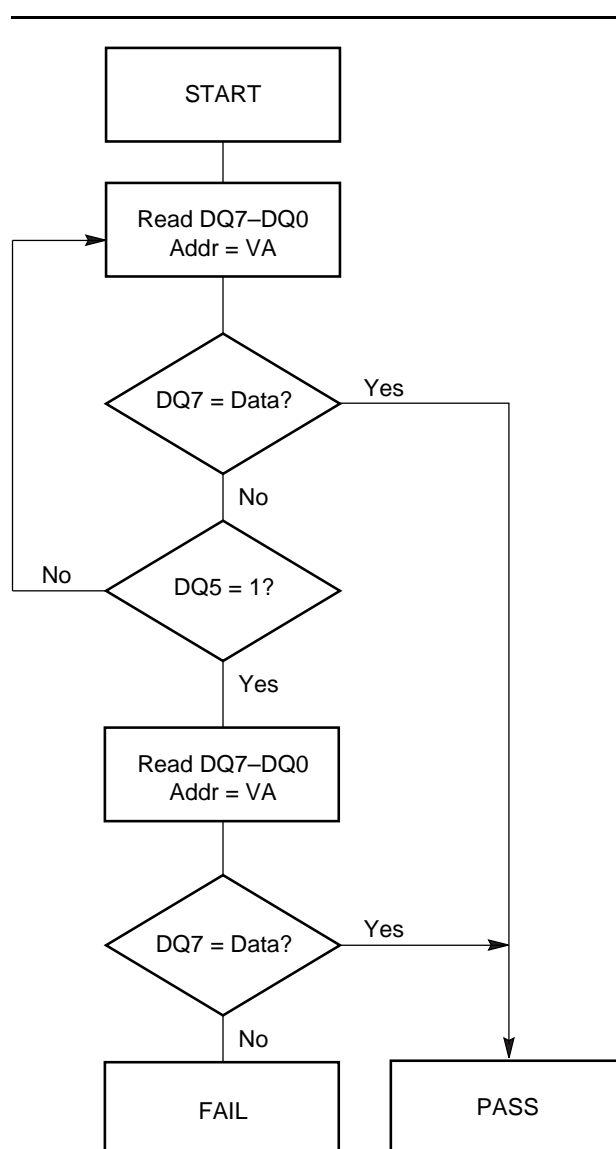 START
Read DQ7–DQ0
Addr = VA
DQ7 = Data?
Yes
No
No
DQ5 = 1?
Yes
Read DQ7–DQ0
Addr = VA
DQ7 = Data?
Yes
No
FAIL
PASS